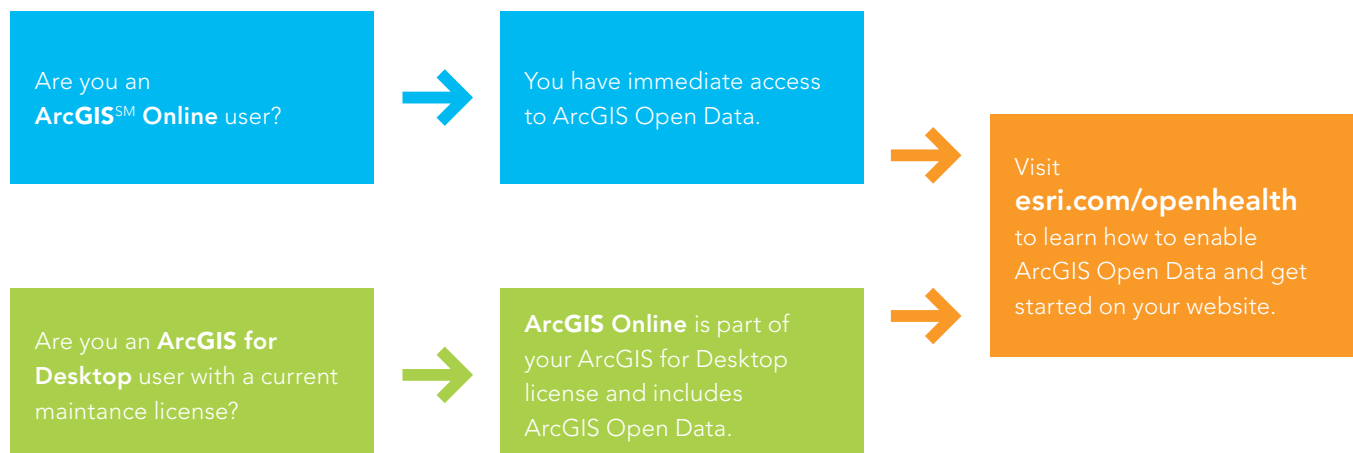 Are you an
ArcGIS℠ Online user?
You have immediate access
to ArcGIS Open Data.
Are you an ArcGIS for
Desktop user with a current
maintance license?
ArcGIS Online is part of
your ArcGIS for Desktop
license and includes
ArcGIS Open Data.
Visit
esri.com/openhealth
to learn how to enable
ArcGIS Open Data and get
started on your website.